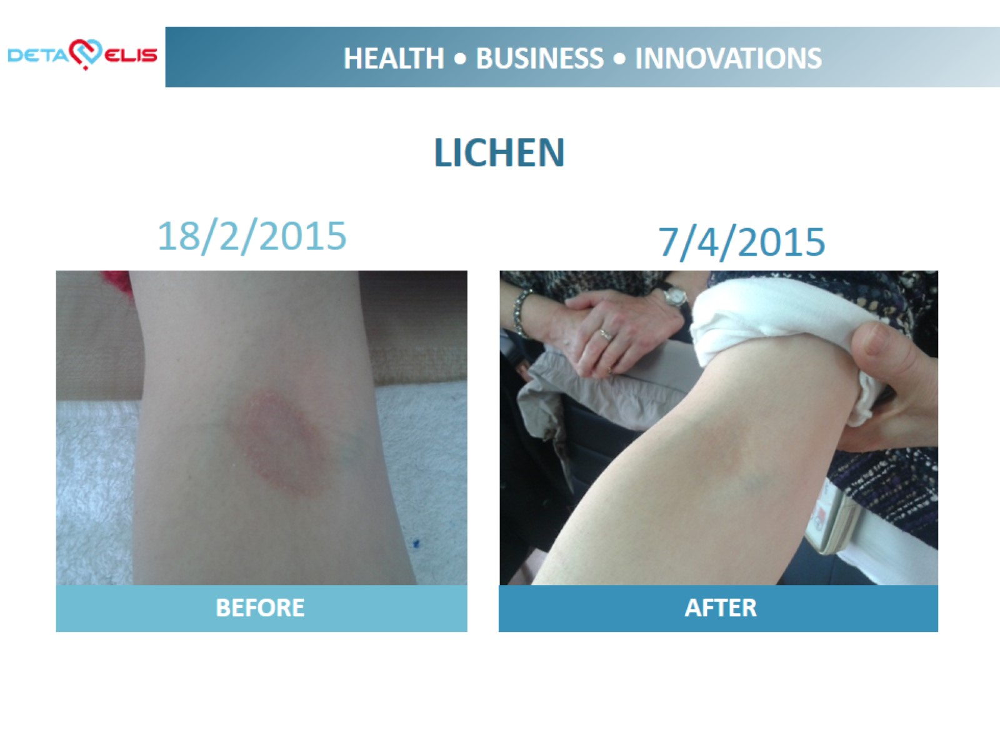 DETA ELIS
HEALTH • BUSINESS • INNOVATIONS
LICHEN
18/2/2015
7/4/2015
BEFORE
AFTER